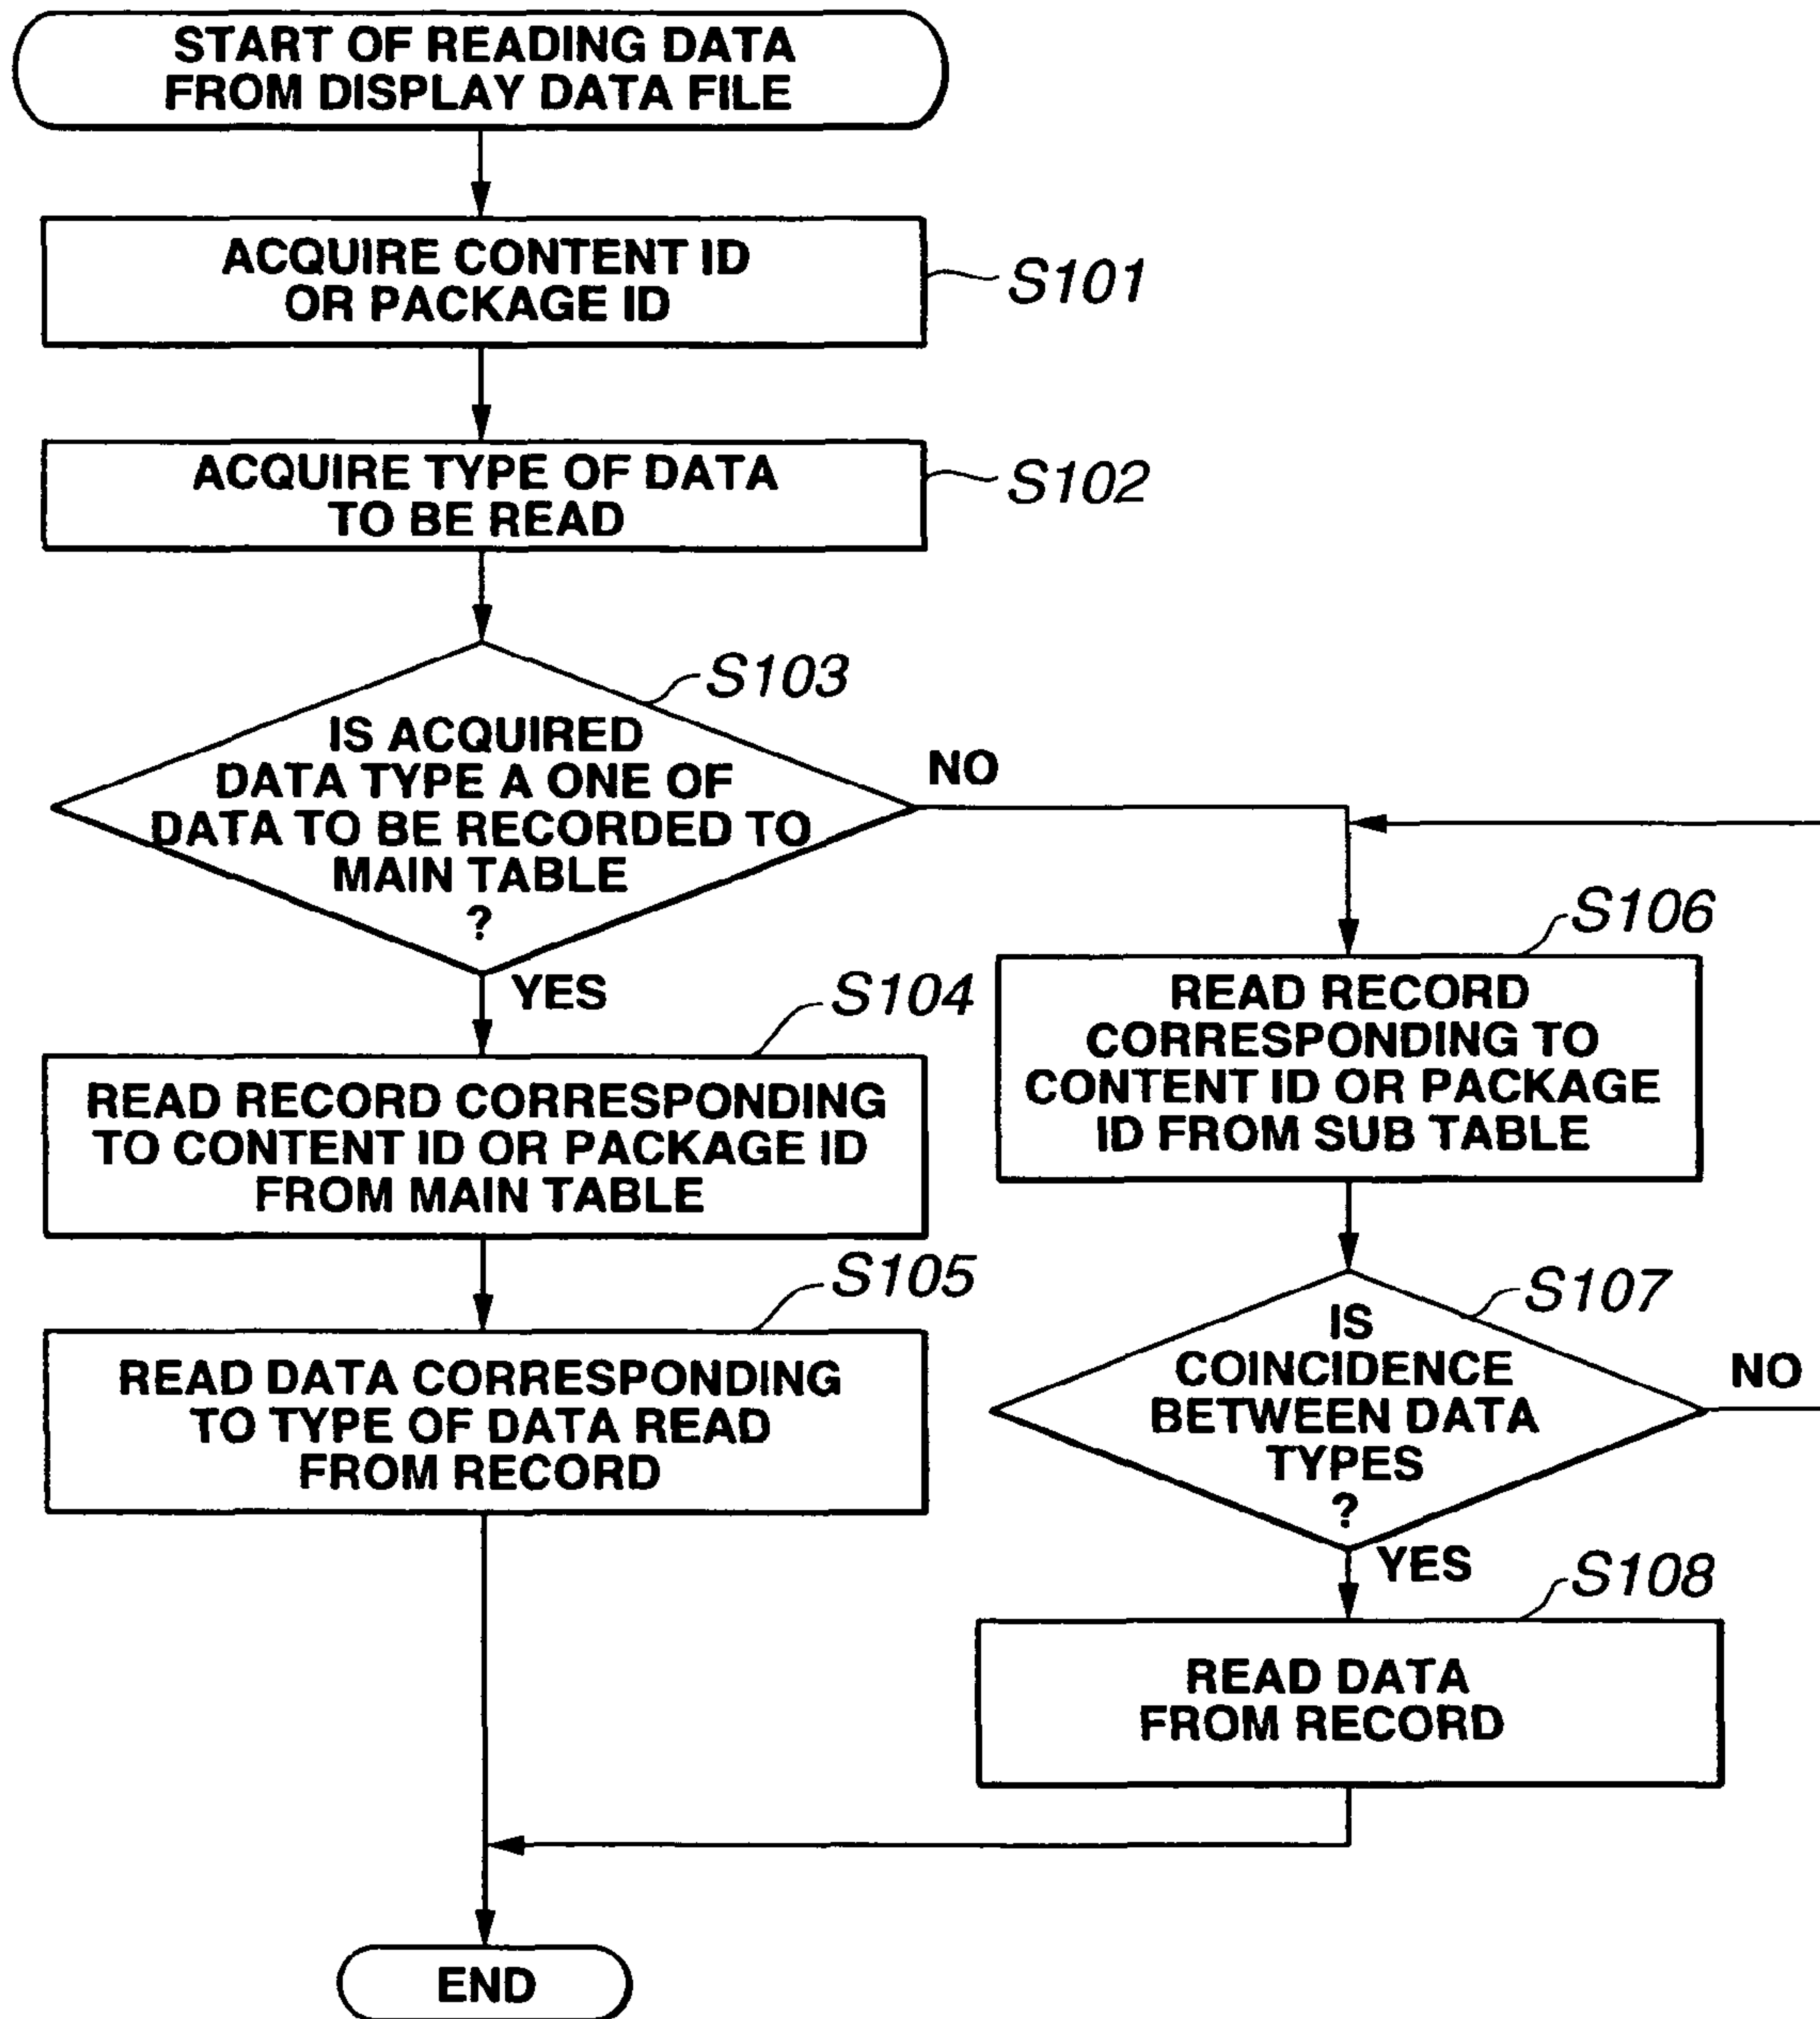 START OF READING DATA
FROM DISPLAY DATA FILE
ACQUIRE CONTENT ID
OR PACKAGE ID
S101
ACQUIRE TYPE OF DATA
TO BE READ
S102
S103
IS ACQUIRED
DATA TYPE A ONE OF
DATA TO BE RECORDED TO
MAIN TABLE
?
NO
YES
S104
READ RECORD CORRESPONDING
TO CONTENT ID OR PACKAGE ID
FROM MAIN TABLE
S105
READ DATA CORRESPONDING
TO TYPE OF DATA READ
FROM RECORD
S106
READ RECORD
CORRESPONDING TO
CONTENT ID OR PACKAGE
ID FROM SUB TABLE
S107
IS
COINCIDENCE
BETWEEN DATA
TYPES
?
NO
YES
S108
READ DATA
FROM RECORD
END